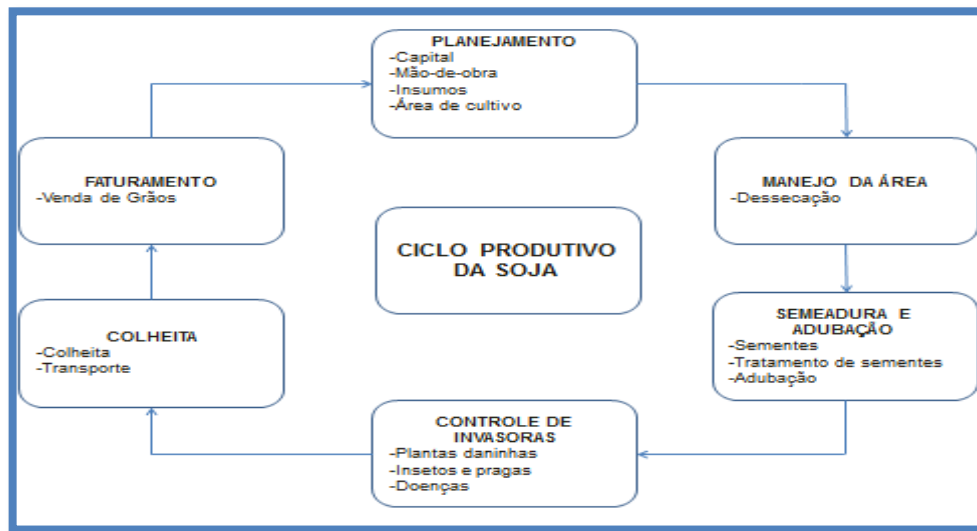 PLANEJAMENTO
-Capital
-Mão-de-obra
-Insumos
-Área de cultivo
MANEJO DA ÁREA
-Dessecação
SEMEADURA E
ADUBAÇÃO
-Sementes
-Tratamento de sementes
-Adubação
CONTROLE DE
INVASORAS
-Plantas daninhas
-Insetos e pragas
-Doenças
COLHEITA
-Colheita
-Transporte
FATURAMENTO
-Venda de Grãos
CICLO PRODUTIVO
DA SOJA